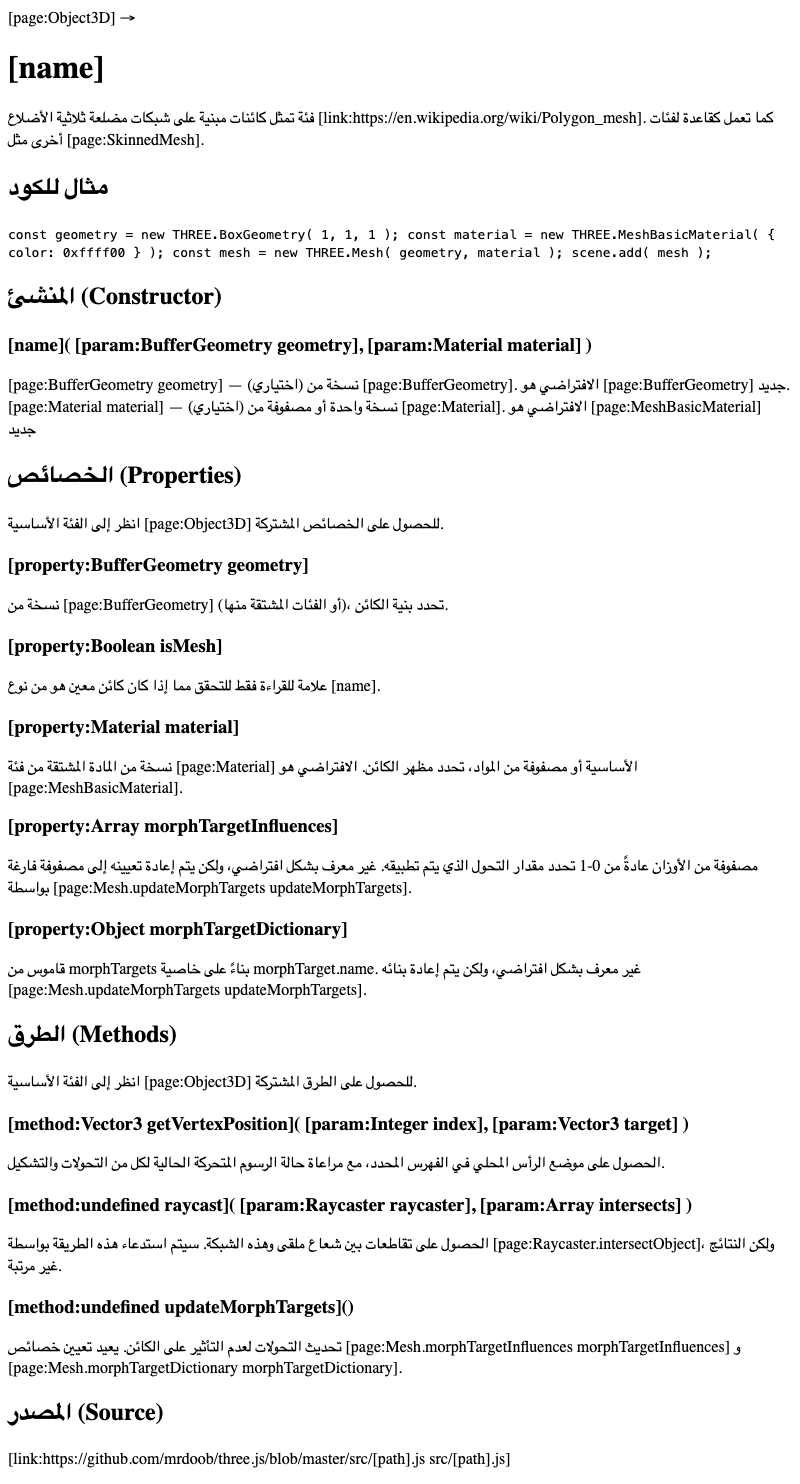 [page:Object3D] →
[name]
فئة تمثل كائنات مبنية على شبكات مضلعة ثلاثية الأضلاع [link:https://en.wikipedia.org/wiki/Polygon_mesh]. كما تعمل كقاعدة لفئات
أخرى مثل [page:SkinnedMesh].
مثال للكود
const geometry = new THREE.BoxGeometry( 1, 1, 1 ); const material = new THREE.MeshBasicMaterial( {
color: 0xffff00 } ); const mesh = new THREE.Mesh( geometry, material ); scene.add( mesh );
المنشئ (Constructor)
[name]( [param:BufferGeometry geometry], [param:Material material] )
[page:BufferGeometry geometry] — (اختياري) نسخة من [page:BufferGeometry]. الافتراضي هو [page:BufferGeometry] جديد.
[page:Material material] — (اختياري) نسخة واحدة أو مصفوفة من [page:Material]. الافتراضي هو [page:MeshBasicMaterial]
جديد
الخصائص (Properties)
انظر إلى الفئة الأساسية [page:Object3D] للحصول على الخصائص المشتركة.
[property:BufferGeometry geometry]
نسخة من [page:BufferGeometry] (أو الفئات المشتقة منها)، تحدد بنية الكائن.
[property:Boolean isMesh]
علامة للقراءة فقط للتحقق مما إذا كان كائن معين هو من نوع [name].
[property:Material material]
نسخة من المادة المشتقة من فئة [page:Material] الأساسية أو مصفوفة من المواد، تحدد مظهر الكائن. الافتراضي هو
[page:MeshBasicMaterial].
[property:Array morphTargetInfluences]
مصفوفة من الأوزان عادةً من 0-1 تحدد مقدار التحول الذي يتم تطبيقه. غير معرف بشكل افتراضي، ولكن يتم إعادة تعيينه إلى مصفوفة فارغة
بواسطة [page:Mesh.updateMorphTargets updateMorphTargets].
[property:Object morphTargetDictionary]
قاموس من morphTargets بناءً على خاصية morphTarget.name. غير معرف بشكل افتراضي، ولكن يتم إعادة بنائه
[page:Mesh.updateMorphTargets updateMorphTargets].
الطرق (Methods)
انظر إلى الفئة الأساسية [page:Object3D] للحصول على الطرق المشتركة.
[method:Vector3 getVertexPosition]( [param:Integer index], [param:Vector3 target] )
الحصول على موضع الرأس المحلي في الفهرس المحدد، مع مراعاة حالة الرسوم المتحركة الحالية لكل من التحولات والتشكيل.
[method:undefined raycast]( [param:Raycaster raycaster], [param:Array intersects] )
الحصول على تقاطعات بين شعاع ملقى وهذه الشبكة. سيتم استدعاء هذه الطريقة بواسطة [page:Raycaster.intersectObject]، ولكن النتائج
غير مرتبة.
[method:undefined updateMorphTargets]()
تحديث التحولات لعدم التأثير على الكائن. يعيد تعيين خصائص [page:Mesh.morphTargetInfluences morphTargetInfluences] و
[page:Mesh.morphTargetDictionary morphTargetDictionary].
المصدر (Source)
[link:https://github.com/mrdoob/three.js/blob/master/src/[path].js src/[path].js]